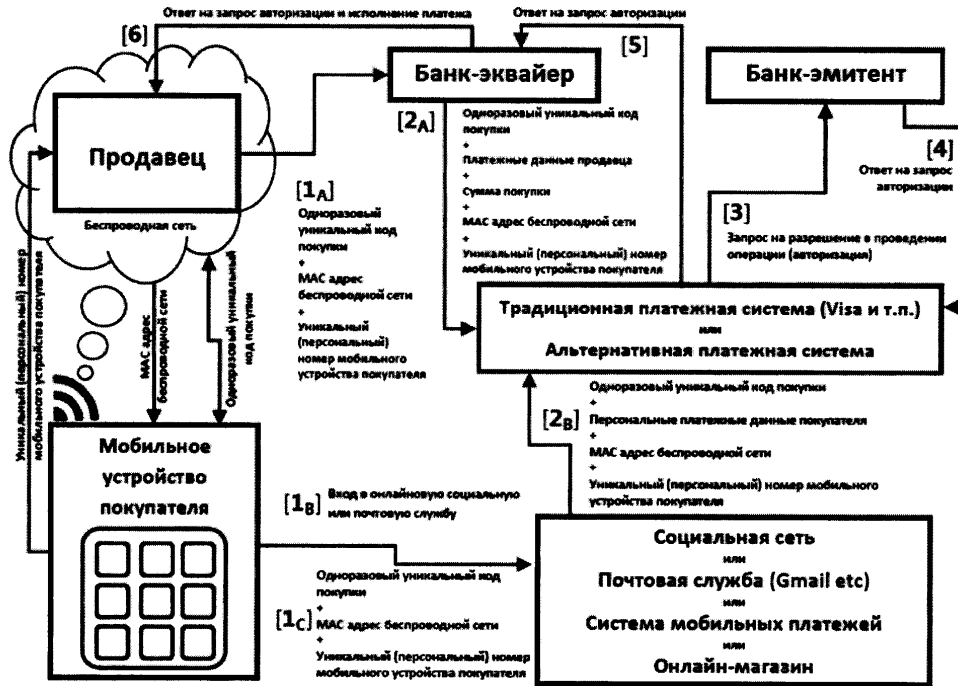 Ответ на запрос авторизации и исполнение платежа
[6]
Ответ на запрос авторизации
[5]
Банк-эквайер
Банк-эмитент
Продавец
Беспроводная сеть
[2A]
Одноразовый уникальный код
покупки
+
Платежные данные продавца
+
Сумма покупки
+
МАС адрес беспроводной сети
+
Уникальный (персональный) номер
мобильного устройства покупателя
[4]
Ответ на запрос
авторизации
[3]
Запрос на разрешение в проведении
операции (авторизация)
[1A]
Одноразовый
уникальный код
покупки
+
МАС адрес
беспроводной сети
+
Уникальный
(персональный)
номер мобильного
устройства покупателя
Уникальный (персональный) номер
мобильного устройства покупателя
МАС адрес
беспроводной сети
Одноразовый уникальный
код покупки
Традиционная платежная система (Visa и т.п.)
или
Альтернативная платежная система
[2B]
Одноразовый уникальный код покупки
+
Персональные платежные данные покупателя
+
МАС адрес беспроводной сети
+
Уникальный (персональный) номер мобильного
устройства покупателя
Мобильное
устройство
покупателя
[1B]
Вход в онлайновую социальную
или почтовую службу
[1C]
Одноразовый уникальный код
покупки
+
МАС адрес беспроводной сети
+
Уникальный (персональный) номер
мобильного устройства покупателя
Социальная сеть
или
Почтовая служба (Gmail etc)
или
Система мобильных платежей
или
Онлайн-магазин